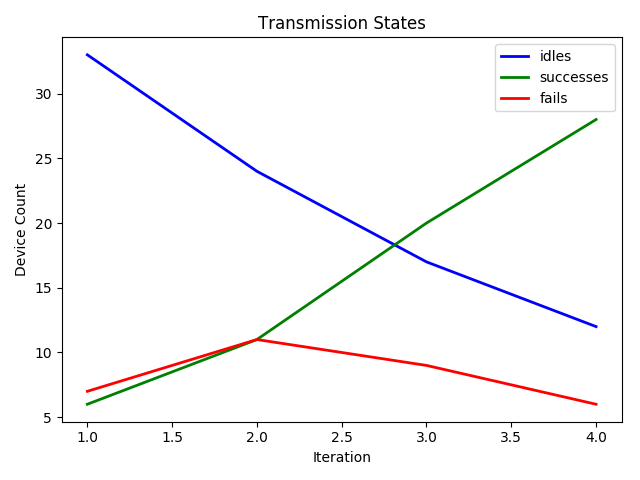 Transmission States
idles
successes
fails
Device Count
30
25
20
15
10
5
1.0 1.5 2.0 2.5 3.0 3.5 4.0
Iteration